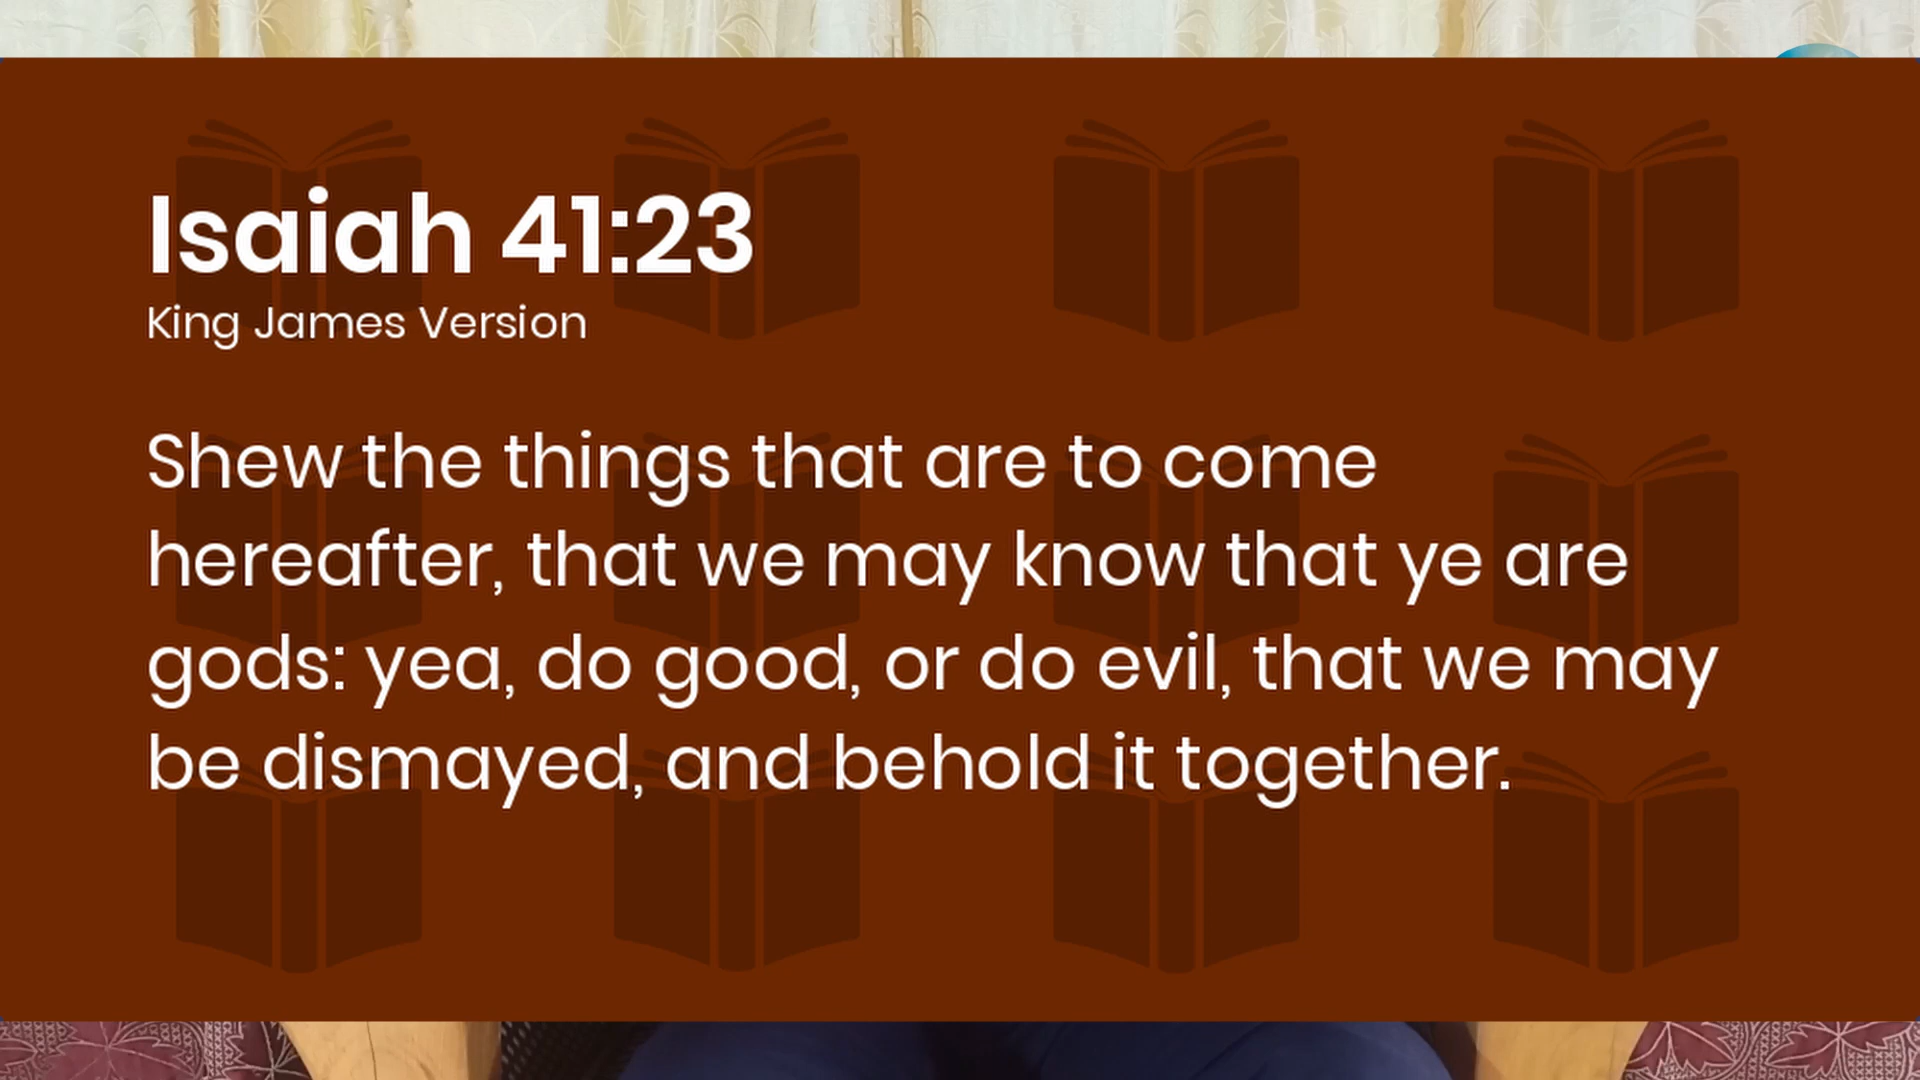 Isaiah 41:23
King James Version
Shew the things that are to come
hereafter, that we may know that ye are
gods: yea, do good, or do evil, that we may
be dismayed, and behold it together.